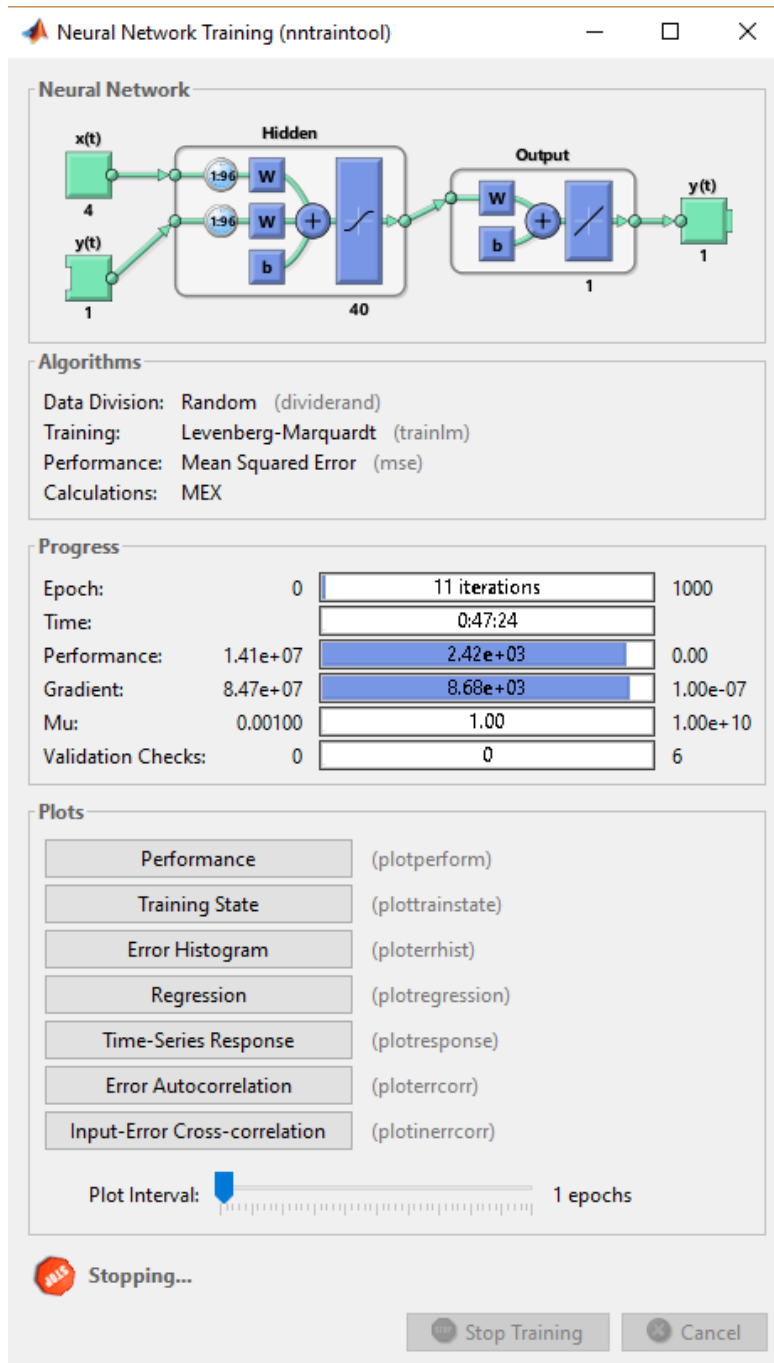 Neural Network Training (nntraintool)
Neural Network
x(t)
4
y(t)
1
Hidden
1:96 W
1:96 W
+
b
40
Output
W
+
b
1
y(t)
1
Algorithms
Data Division: Random (dividerand)
Training: Levenberg-Marquardt (trainlm)
Performance: Mean Squared Error (mse)
Calculations: MEX
Progress
Epoch: 0 11 iterations 1000
Time: 0:47:24
Performance: 1.41e+07 2.42e+03 0.00
Gradient: 8.47e+07 8.68e+03 1.00e-07
Mu: 0.00100 1.00 1.00e+10
Validation Checks: 0 0 6
Plots
Performance (plotperform)
Training State (plottrainstate)
Error Histogram (ploterrhist)
Regression (plotregression)
Time-Series Response (plotresponse)
Error Autocorrelation (ploterrcorr)
Input-Error Cross-correlation (plotinerrcorr)
Plot Interval: 1 epochs
STOP Stopping...
STOP Stop Training Cancel